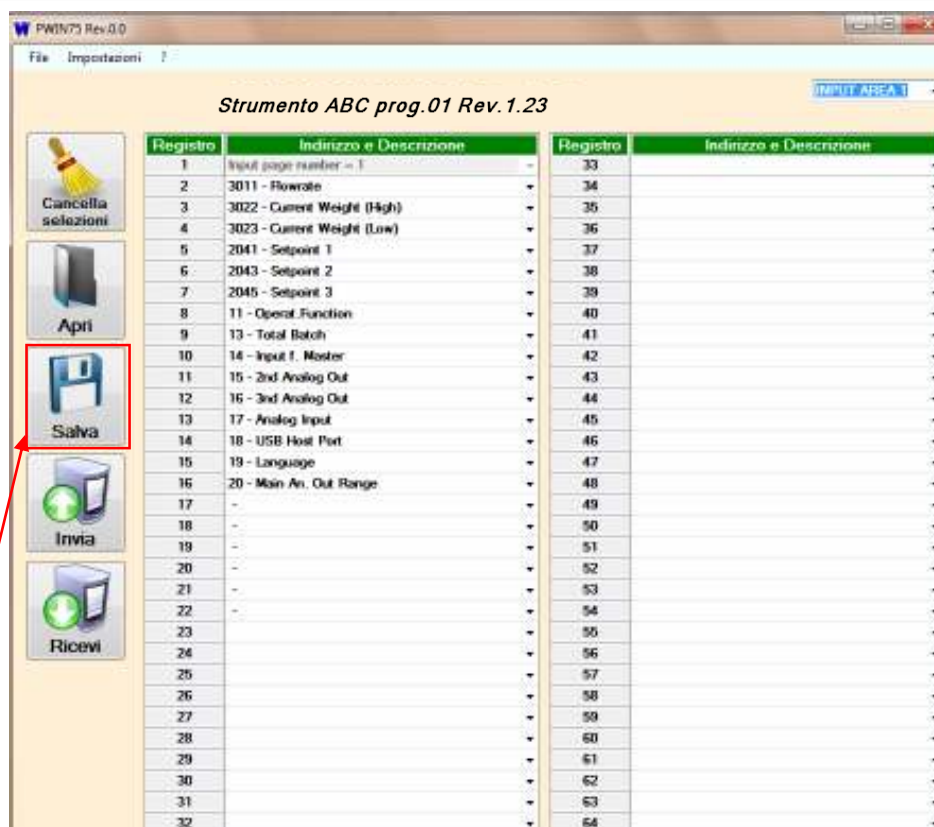 PWIN75 Rev.0.0
File Impostazioni ?
INPUT AREA 1
Strumento ABC prog.01 Rev.1.23
Cancella
selezioni
Apri
Salva
Invia
Ricevi
Registro Indirizzo e Descrizione
1 Input page number = 1
2 3011 - Flowrate
3 3022 - Current Weight (High)
4 3023 - Current Weight (Low)
5 2041 - Setpoint 1
6 2043 - Setpoint 2
7 2045 - Setpoint 3
8 11 - Operat.Function
9 13 - Total Batch
10 14 - Input f. Master
11 15 - 2nd Analog Out
12 16 - 3nd Analog Out
13 17 - Analog Input
14 18 - USB Host Port
15 19 - Language
16 20 - Main An. Out Range
17 -
18 -
19 -
20 -
21 -
22 -
23
24
25
26
27
28
29
30
31
32
Registro Indirizzo e Descrizione
33
34
35
36
37
38
39
40
41
42
43
44
45
46
47
48
49
50
51
52
53
54
55
56
57
58
59
60
61
62
63
64